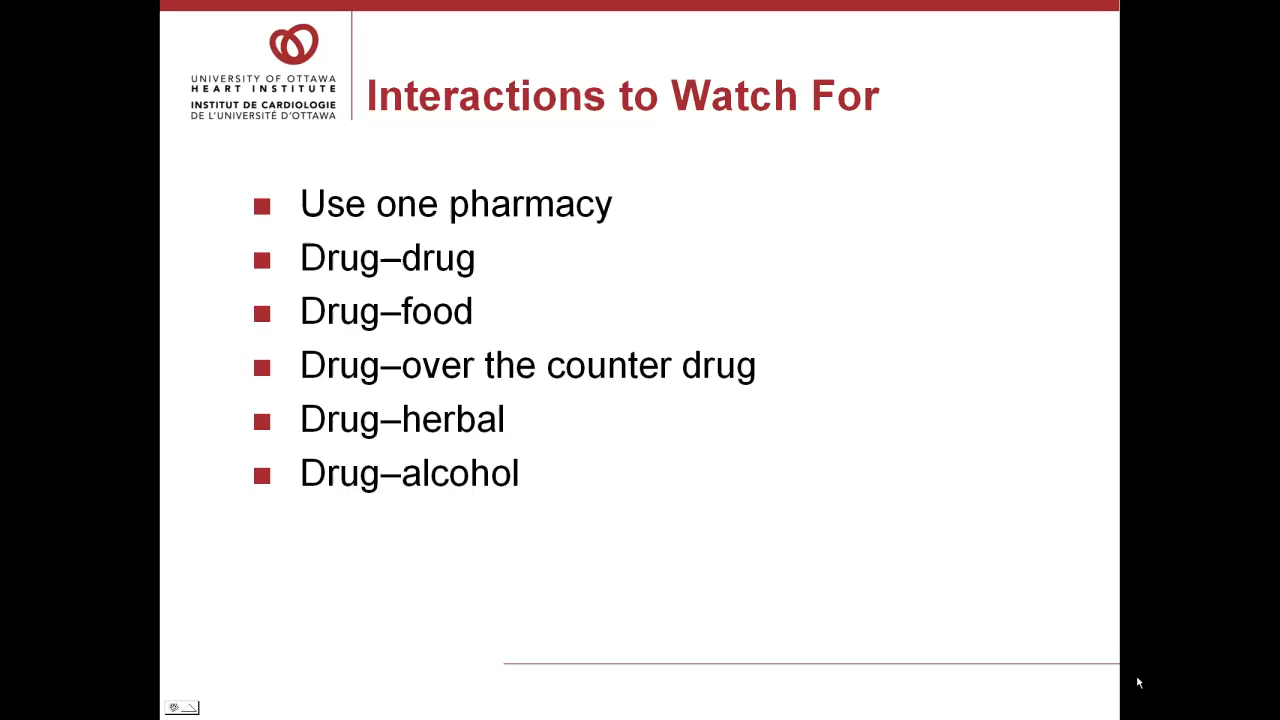 UNIVERSITY OF OTTAWA
HEART INSTITUTE
INSTITUT DE CARDIOLOGIE
DE L'UNIVERSITÉ D'OTTAWA
Interactions to Watch For
Use one pharmacy
Drug–drug
Drug–food
Drug–over the counter drug
Drug–herbal
Drug–alcohol